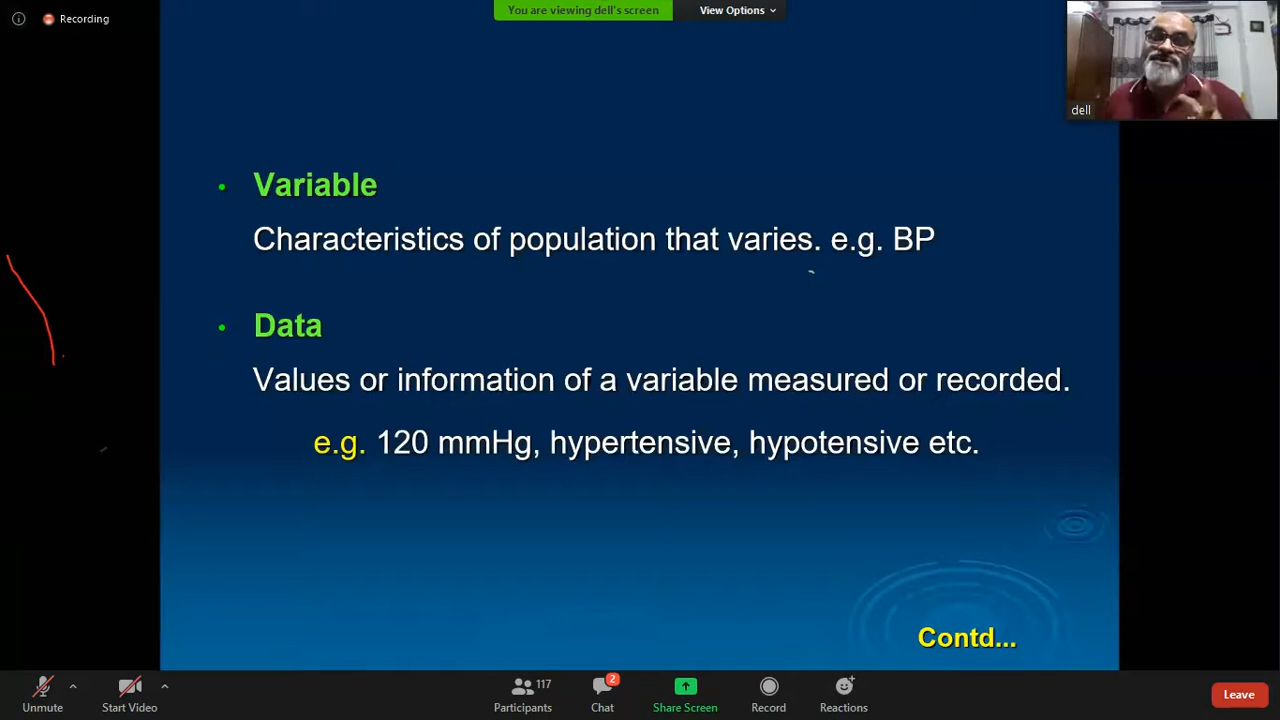 Recording
You are viewing dell's screen
View Options
dell
• Variable
Characteristics of population that varies. e.g. BP
• Data
Values or information of a variable measured or recorded.
e.g. 120 mmHg, hypertensive, hypotensive etc.
Contd...
Unmute
Start Video
117
Participants
2
Chat
Share Screen
Record
Reactions
Leave